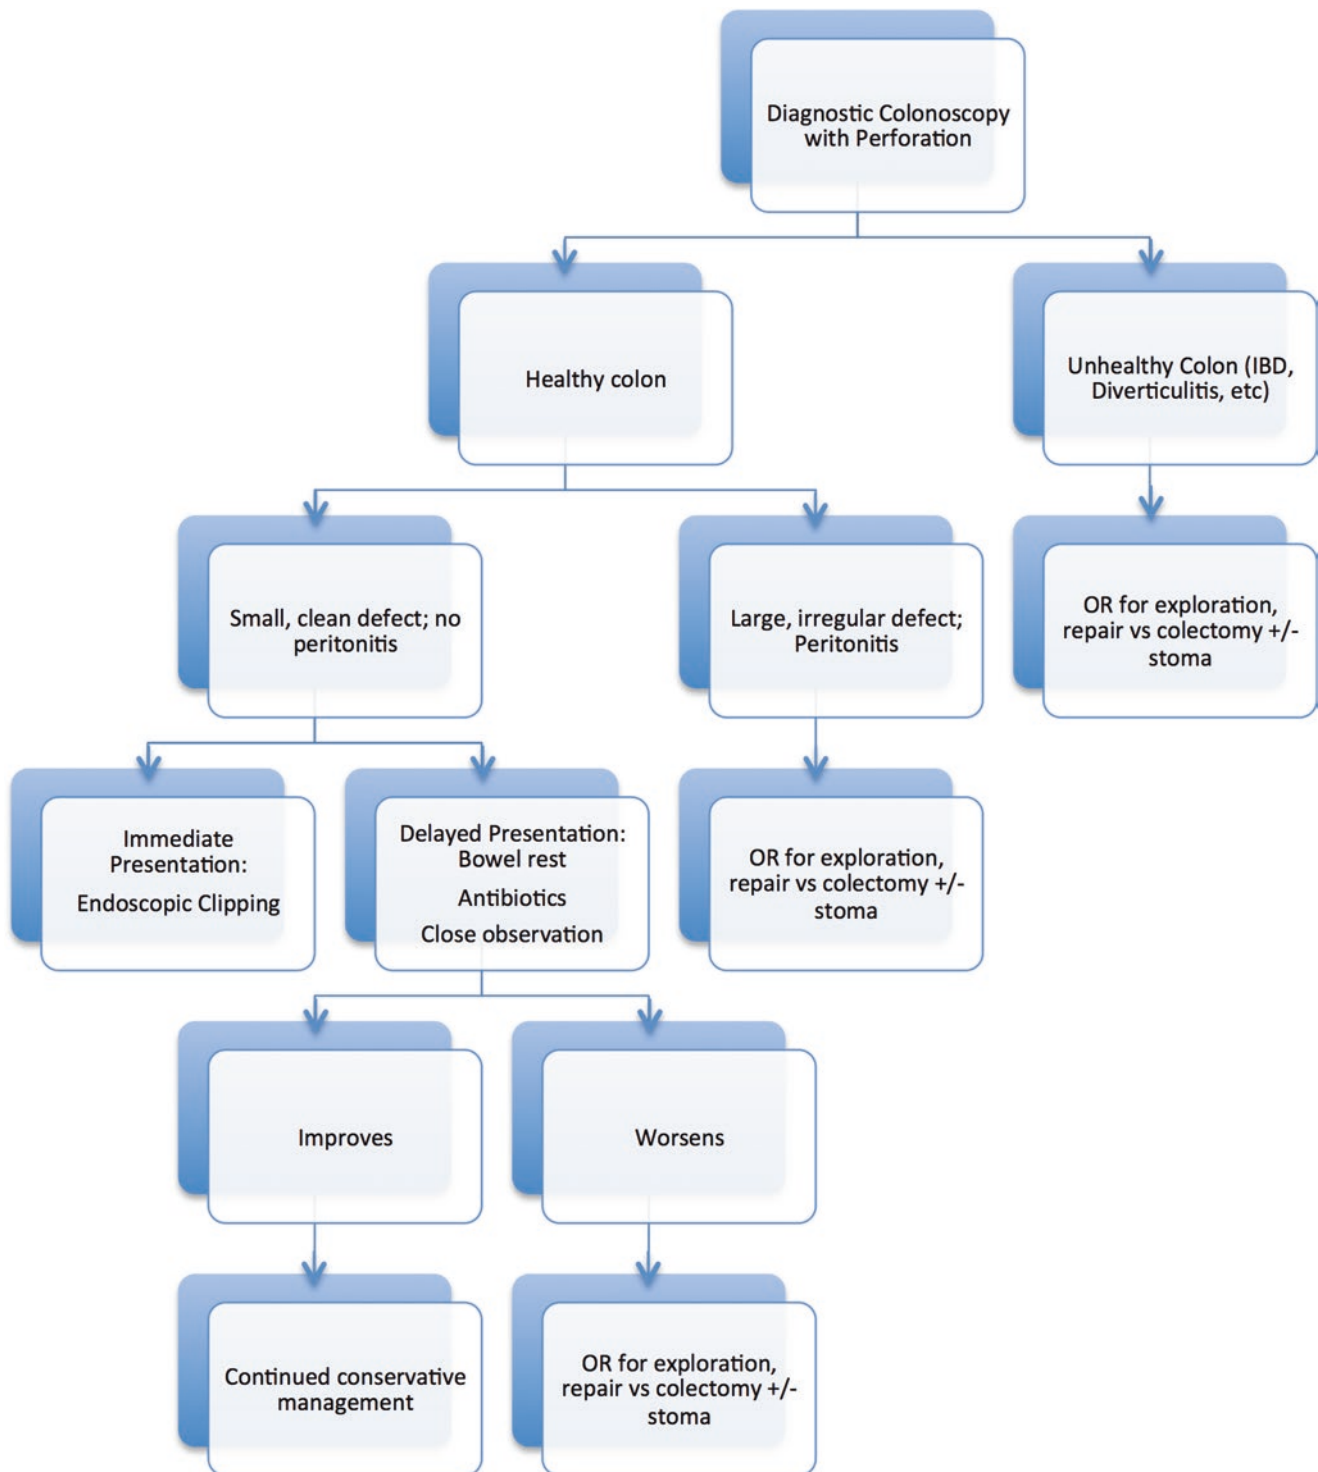 Diagnostic Colonoscopy
with Perforation
Healthy colon
Unhealthy Colon (IBD,
Diverticulitis, etc)
Small, clean defect; no
peritonitis
Large, irregular defect;
Peritonitis
OR for exploration,
repair vs colectomy +/-
stoma
Immediate
Presentation:
Endoscopic Clipping
Delayed Presentation:
Bowel rest
Antibiotics
Close observation
OR for exploration,
repair vs colectomy +/-
stoma
Improves
Worsens
Continued conservative
management
OR for exploration,
repair vs colectomy +/-
stoma